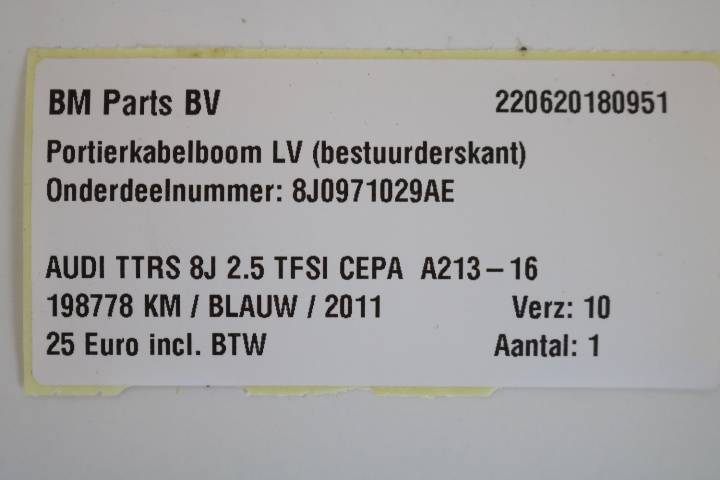 BM Parts BV 220620180951
Portierkabelboom LV (bestuurderskant)
Onderdeelnummer: 8J0971029AE
AUDI TTRS 8J 2.5 TFSI CEPA A213-16
198778 KM / BLAUW / 2011 Verz: 10
25 Euro incl. BTW Aantal: 1